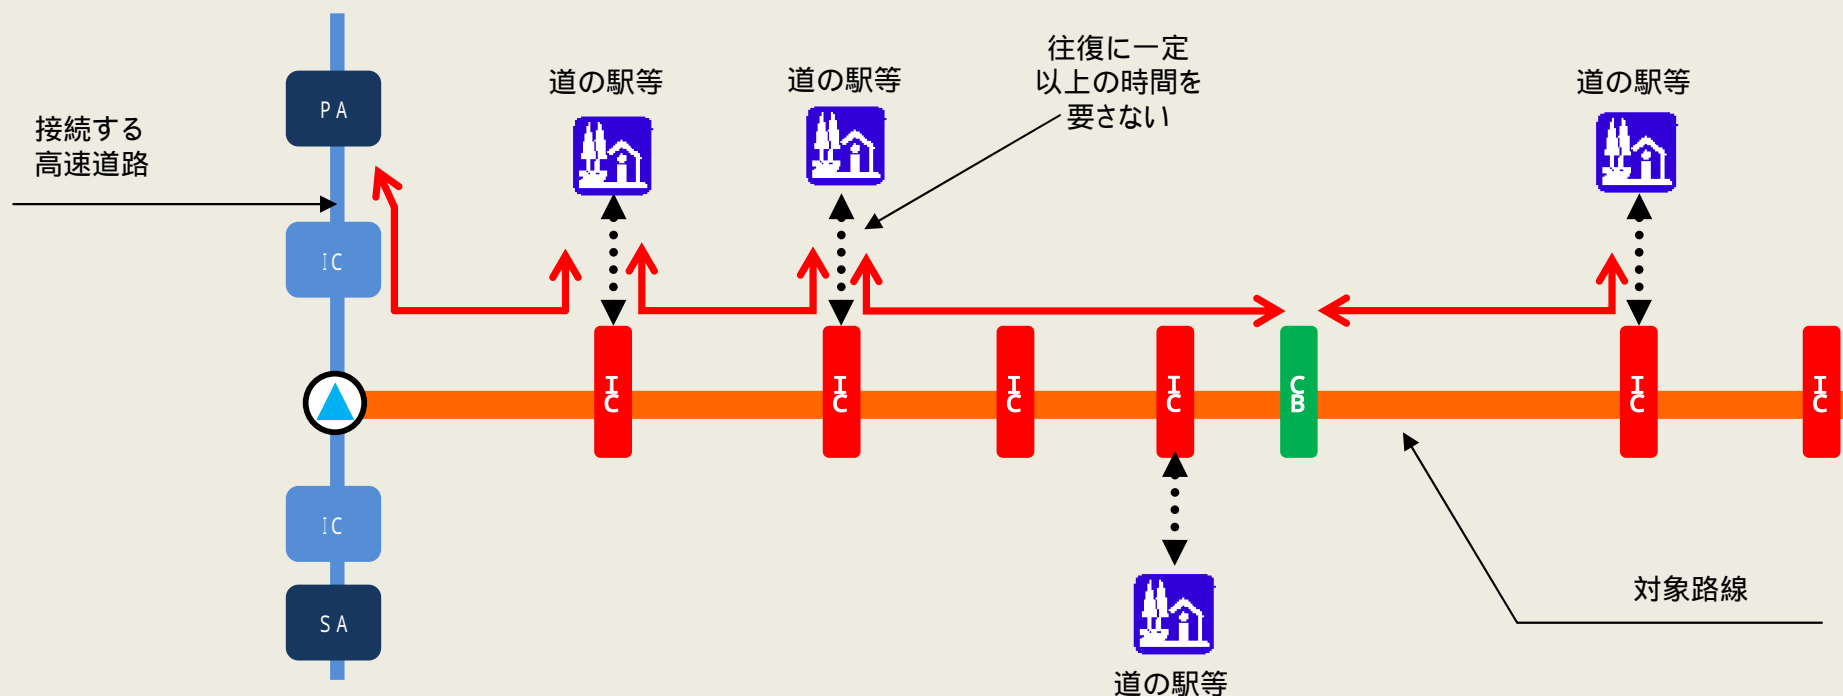 往復に一定
以上の時間を
要さない
道の駅等
道の駅等
道の駅等
PA
接続する
高速道路
IC
IC
IC
IC
IC
CB
IC
IC
IC
SA
対象路線
道の駅等